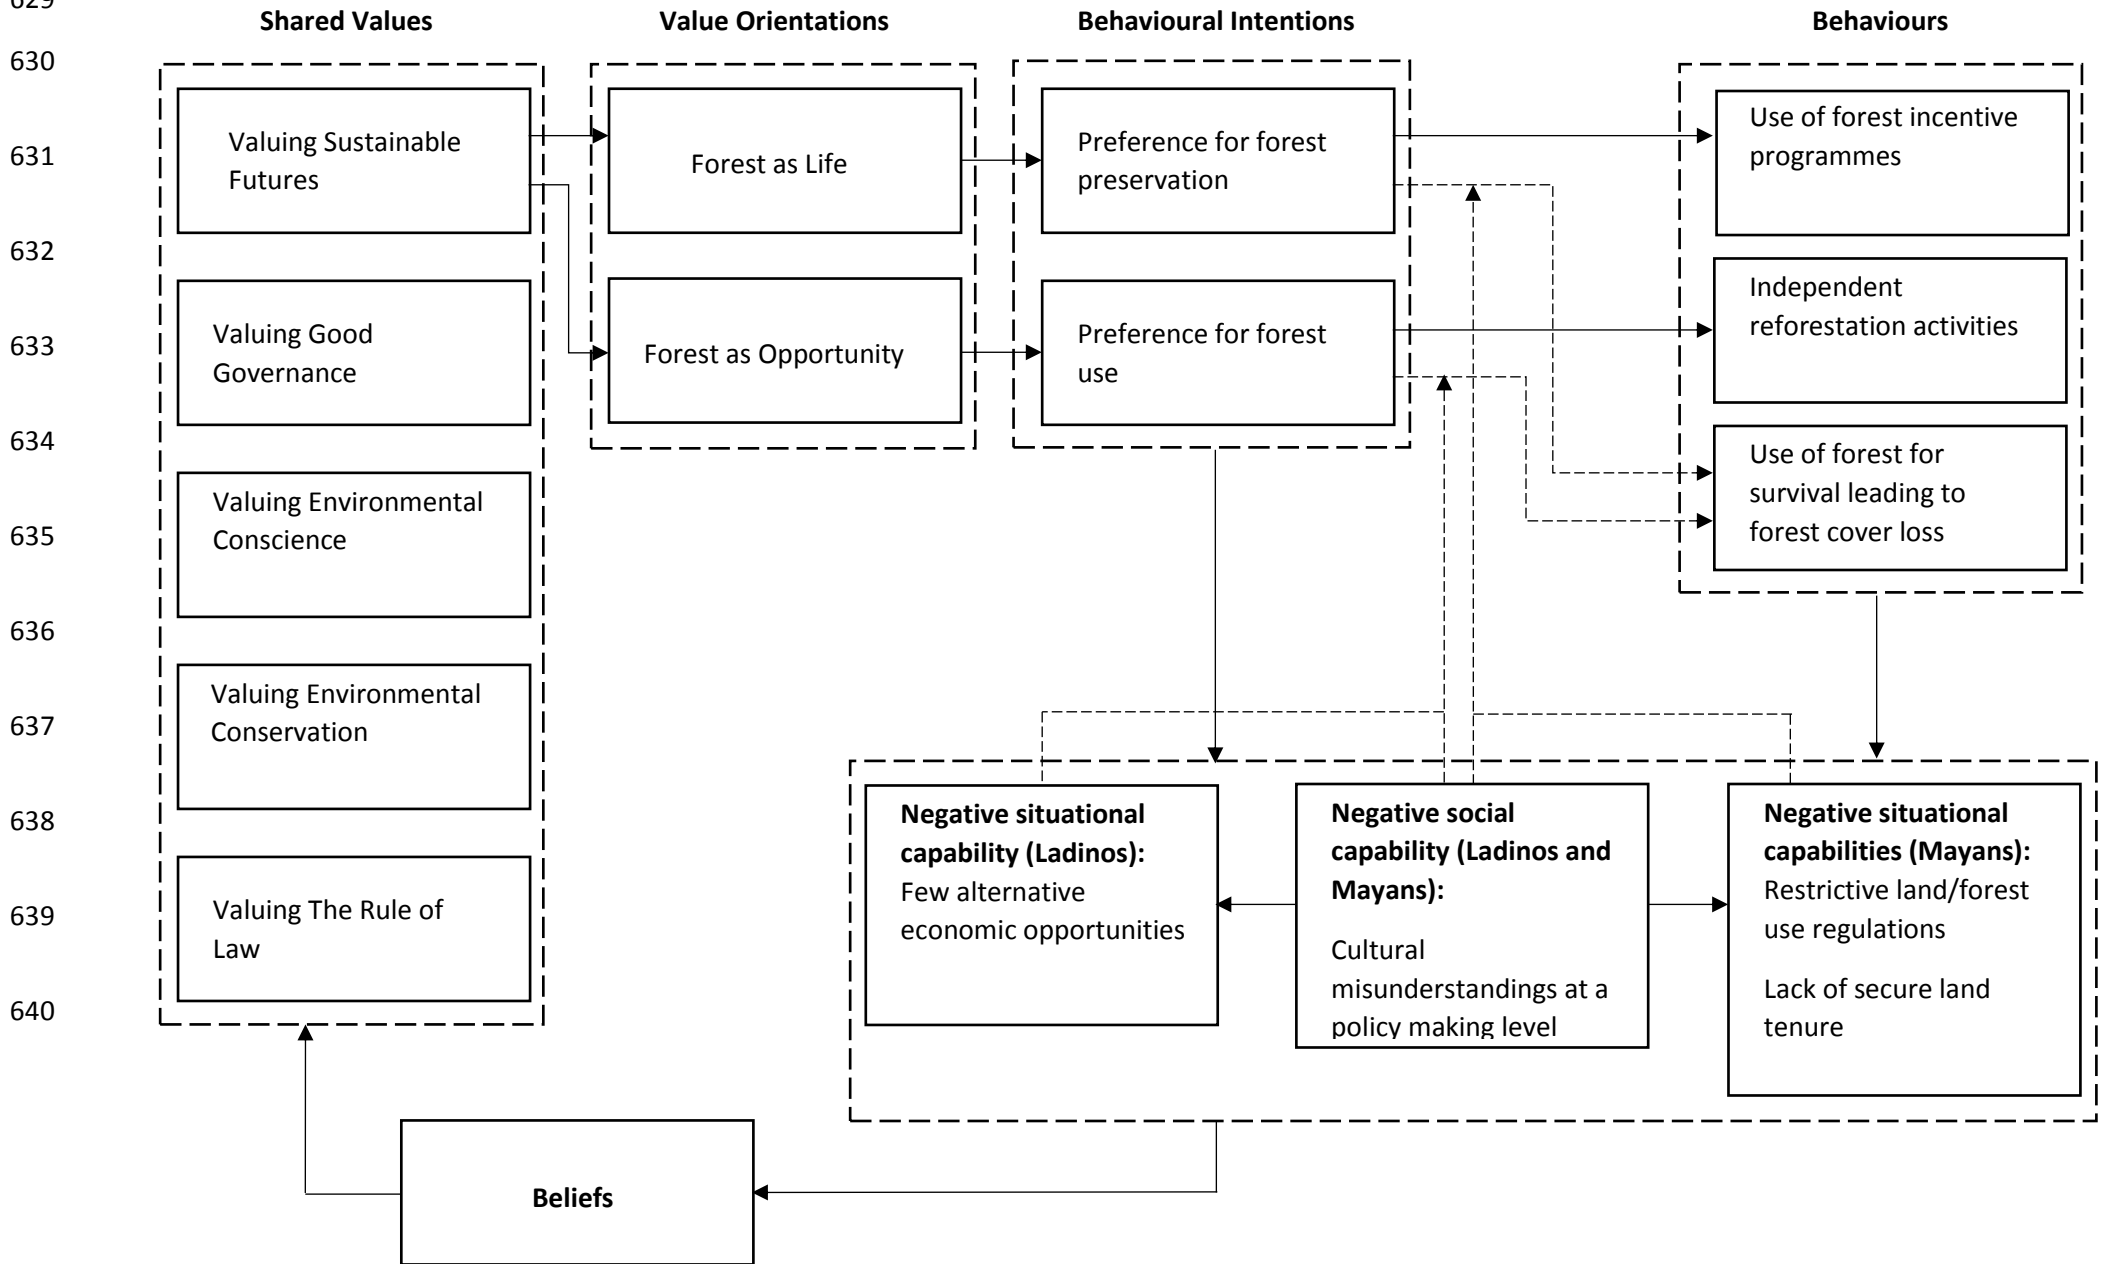 629
Shared Values
Value Orientations
Behavioural Intentions
Behaviours
630
631
632
633
634
635
636
637
638
639
640
Valuing Sustainable
Futures
Valuing Good
Governance
Valuing Environmental
Conscience
Valuing Environmental
Conservation
Valuing The Rule of
Law
Forest as Life
Forest as Opportunity
Preference for forest
preservation
Preference for forest
use
Use of forest incentive
programmes
Independent
reforestation activities
Use of forest for
survival leading to
forest cover loss
Negative situational
capability (Ladinos):
Few alternative
economic opportunities
Negative social
capability (Ladinos and
Mayans):
Cultural
misunderstandings at a
policy making level
Negative situational
capabilities (Mayans):
Restrictive land/forest
use regulations
Lack of secure land
tenure
Beliefs